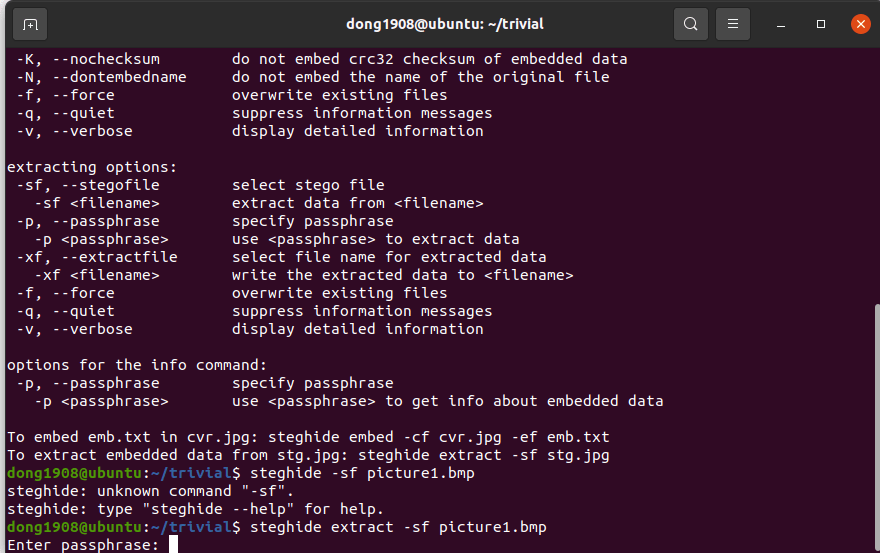 dong1908@ubuntu: ~/trivial
-K, --nochecksum        do not embed crc32 checksum of embedded data
-N, --dontembedname     do not embed the name of the original file
-f, --force             overwrite existing files
-q, --quiet             suppress information messages
-v, --verbose           display detailed information
extracting options:
-sf, --stegofile        select stego file
-sf <filename>        extract data from <filename>
-p, --passphrase        specify passphrase
-p <passphrase>       use <passphrase> to extract data
-xf, --extractfile      select file name for extracted data
-xf <filename>        write the extracted data to <filename>
-f, --force             overwrite existing files
-q, --quiet             suppress information messages
-v, --verbose           display detailed information
options for the info command:
-p, --passphrase        specify passphrase
-p <passphrase>       use <passphrase> to get info about embedded data
To embed emb.txt in cvr.jpg: steghide embed -cf cvr.jpg -ef emb.txt
To extract embedded data from stg.jpg: steghide extract -sf stg.jpg
dong1908@ubuntu:~/trivial$ steghide -sf picture1.bmp
steghide: unknown command "-sf".
steghide: type "steghide --help" for help.
dong1908@ubuntu:~/trivial$ steghide extract -sf picture1.bmp
Enter passphrase: